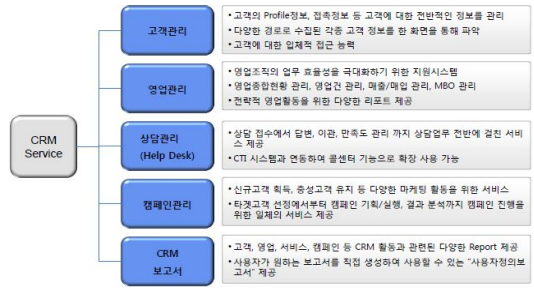 CRM
Service
고객관리
• 고객의 Profile정보, 접촉정보 등 고객에 대한 전반적인 정보를 관리
• 다양한 경로로 수집된 각종 고객 정보를 한 화면을 통해 파악
• 고객에 대한 입체적 접근 능력
영업관리
• 영업조직의 업무 효율성을 극대화하기 위한 지원시스템
• 영업종합현황 관리, 영업건 관리, 매출/매입 관리, MBO 관리
• 전략적 영업활동을 위한 다양한 리포트 제공
상담관리
(Help Desk)
• 상담 접수에서 답변, 이관, 만족도 관리 까지 상담업무 전반에 걸친 서비
스 제공
• CTI 시스템과 연동하여 콜센터 기능으로 확장 사용 가능
캠페인관리
• 신규고객 획득, 충성고객 유지 등 다양한 마케팅 활동을 위한 서비스
• 타겟고객 선정에서부터 캠페인 기획/실행, 결과 분석까지 캠페인 진행을
위한 일체의 서비스 제공
CRM
보고서
• 고객, 영업, 서비스, 캠페인 등 CRM 활동과 관련된 다양한 Report 제공
• 사용자가 원하는 보고서를 직접 생성하여 사용할 수 있는 "사용자정의보
고서" 제공